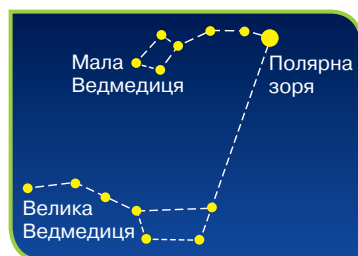 Мала
Ведмедиця
Полярна
зоря
Велика
Ведмедиця